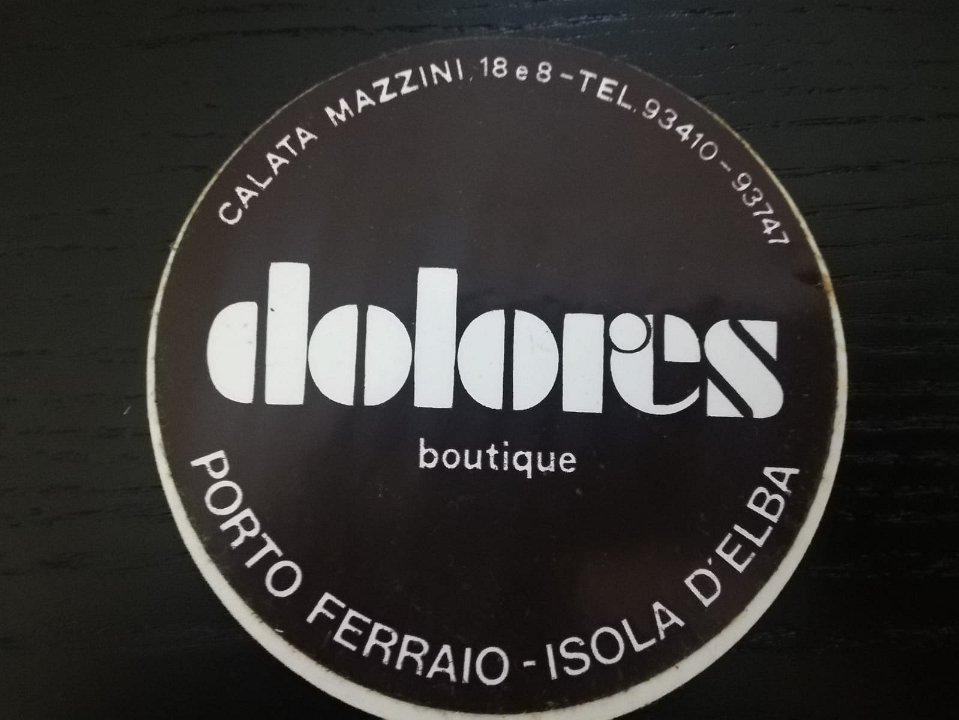 CALATA MAZZINI, 18 e 8 - TEL. 93410 - 93747
dolores
boutique
PORTO FERRAIO - ISOLA D'ELBA